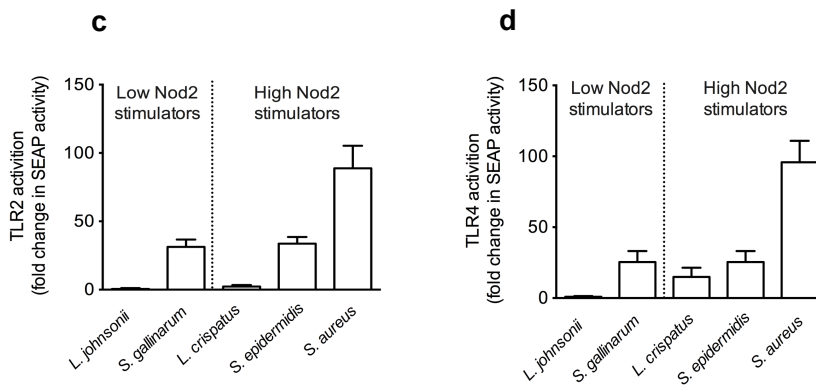 c
TLR2 activition
(fold change in SEAP activity)
150
100
50
0
Low Nod2
stimulators
High Nod2
stimulators
L. johnsonii
S. gallinarum
L. crispatus
S. epidermidis
S. aureus
d
TLR4 activition
(fold change in SEAP activity)
150
100
50
0
Low Nod2
stimulators
High Nod2
stimulators
L. johnsonii
S. gallinarum
L. crispatus
S. epidermidis
S. aureus